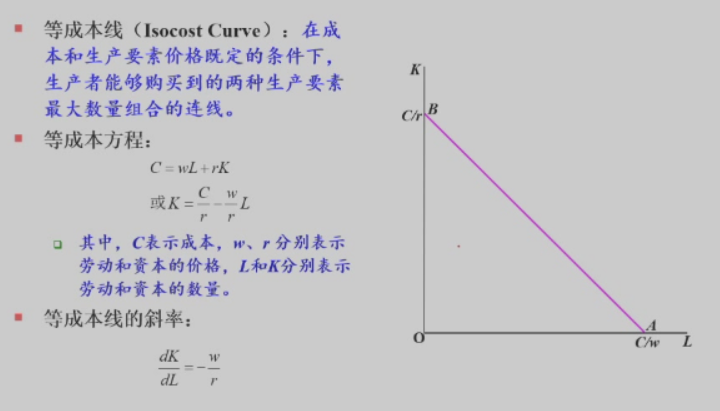 等成本线（Isocost Curve）：在成
本和生产要素价格既定的条件下，
生产者能够购买到的两种生产要素
最大数量组合的连线。
等成本方程：
C = wL + rK
或 K = C/r - w/r L
其中，C表示成本，w、r 分别表示
劳动和资本的价格，L和K分别表示
劳动和资本的数量。
等成本线的斜率：
dK/dL = - w/r
K
C/r B
A
O C/w L